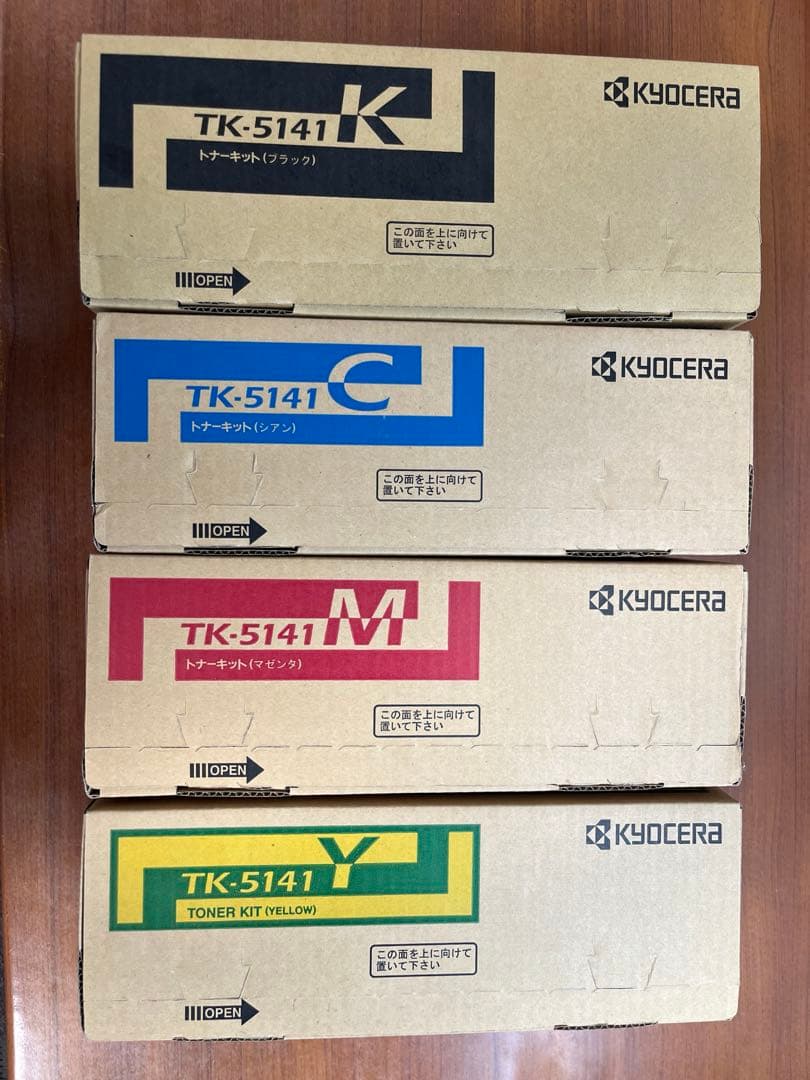 TK-5141 K
トナーキット(ブラック)
KYOCERA
この面を上に向けて
置いて下さい
OPEN
TK-5141 C
トナーキット(シアン)
KYOCERA
この面を上に向けて
置いて下さい
OPEN
TK-5141 M
トナーキット(マゼンタ)
KYOCERA
この面を上に向けて
置いて下さい
OPEN
TK-5141 Y
TONER KIT (YELLOW)
KYOCERA
この面を上に向けて
置いて下さい
OPEN